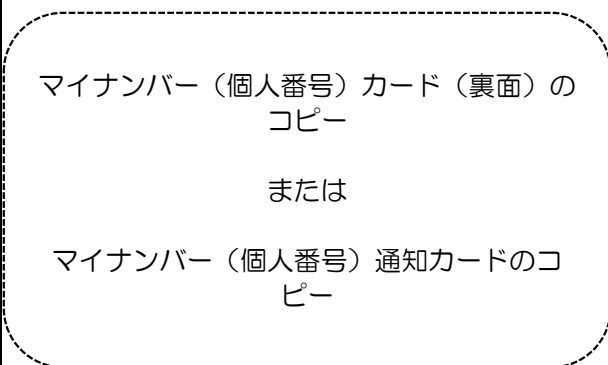 マイナンバー（個人番号）カード（裏面）の
コピー
または
マイナンバー（個人番号）通知カードのコ
ピー